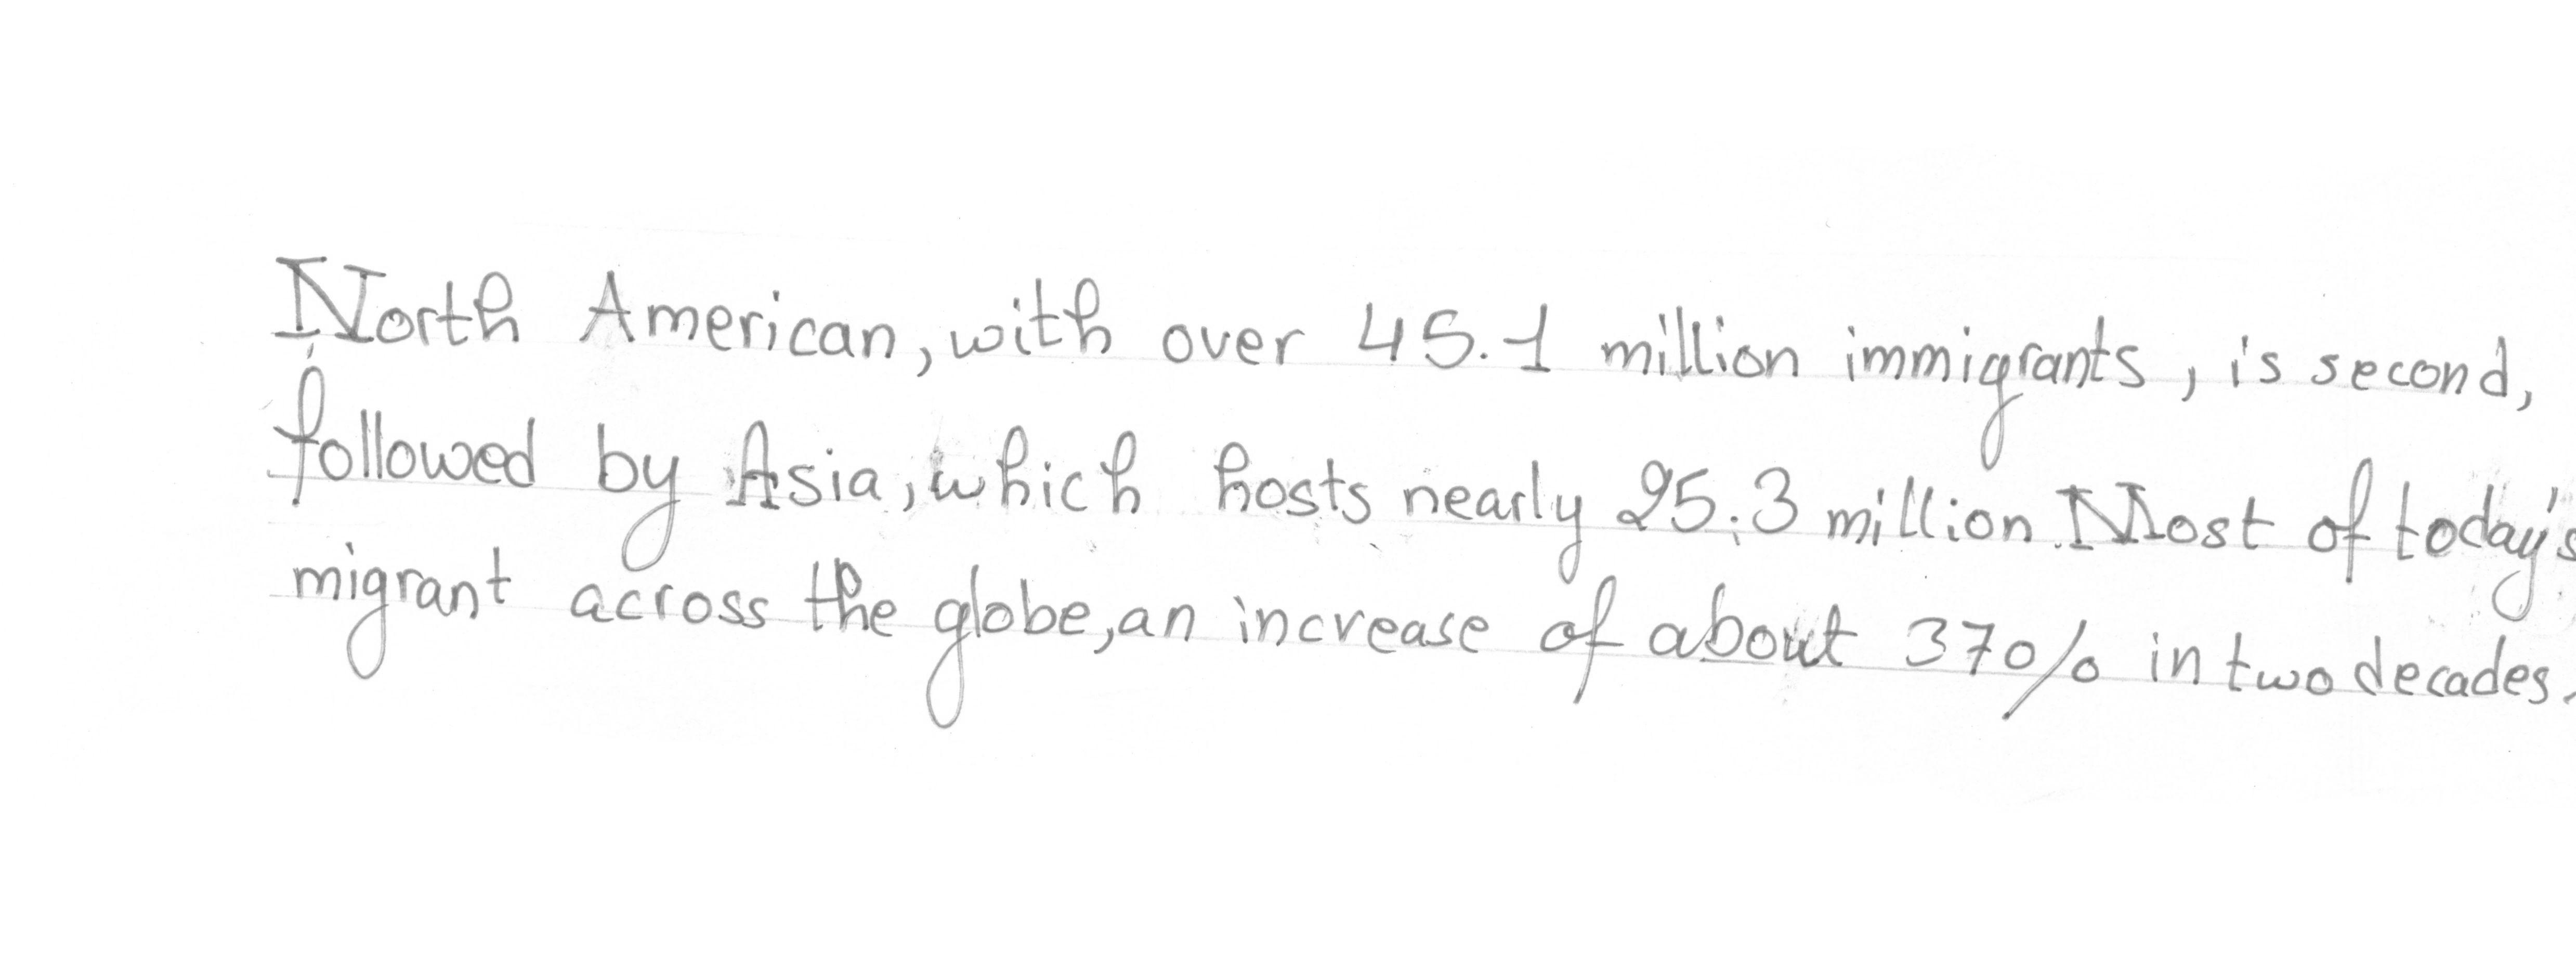 North American, with over 45.1 million immigrants, is second,
followed by Asia, which hosts nearly 25.3 million. Most of today's
migrant across the globe, an increase of about 37% in two decades.